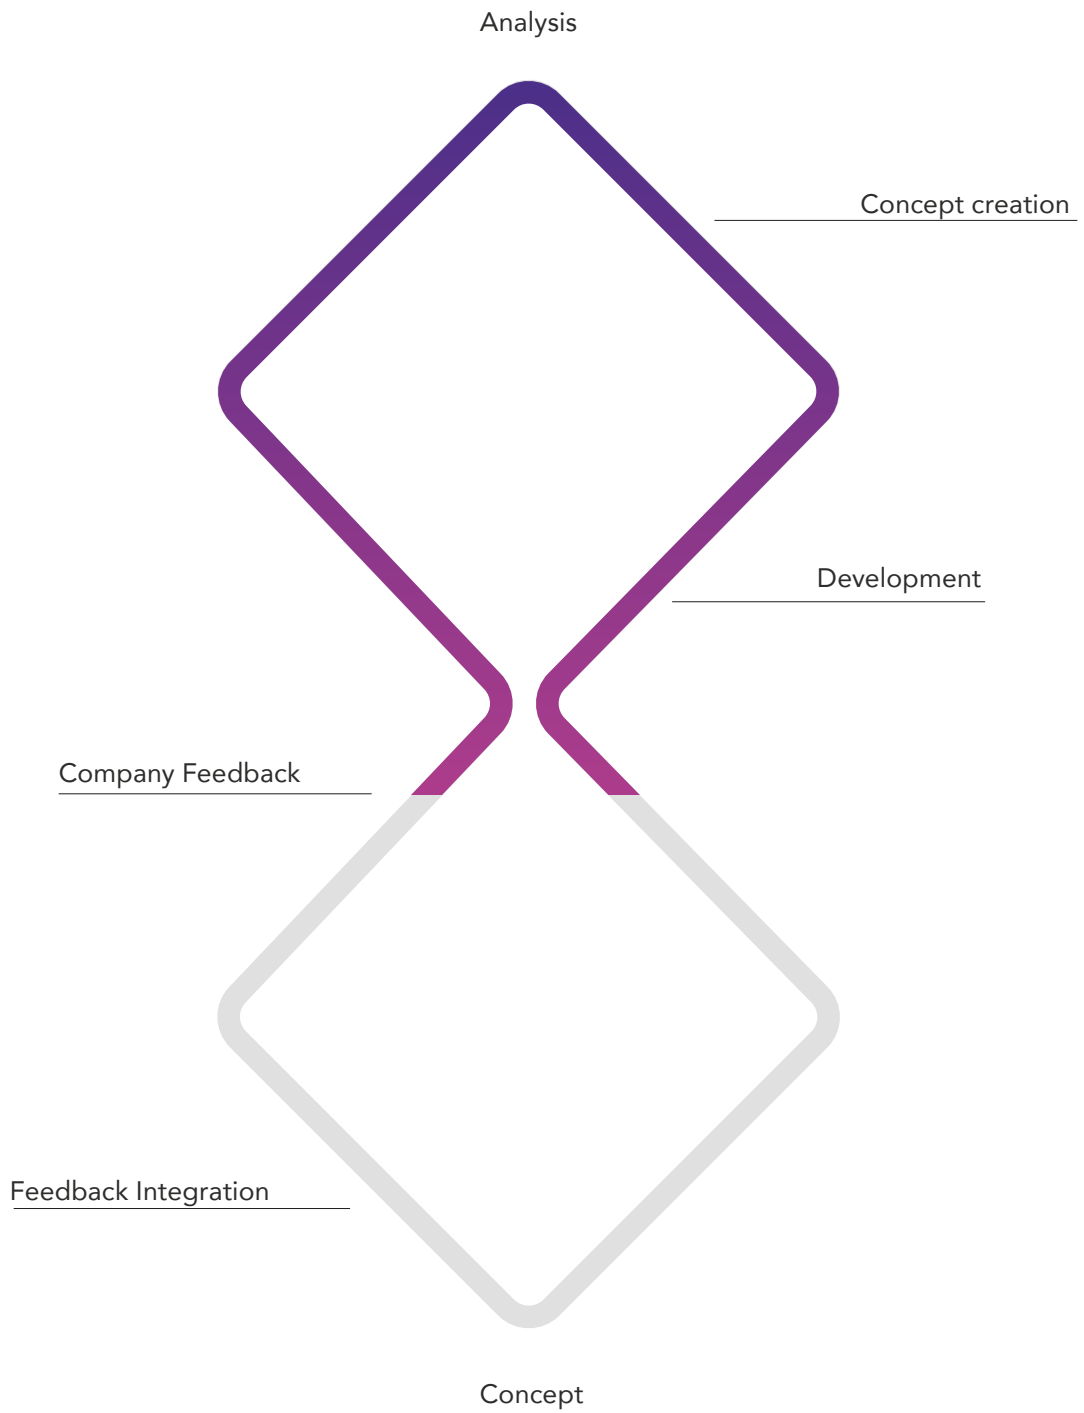 Analysis
Concept creation
Development
Company Feedback
Feedback Integration
Concept